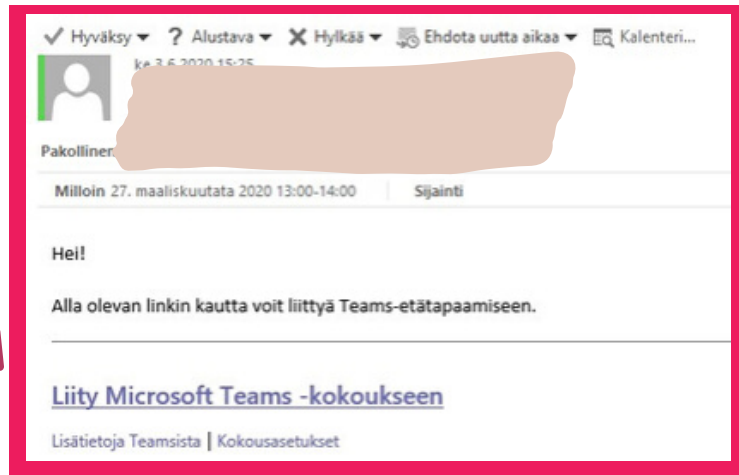 Hyväksy ? Alustava Hylkää Ehdota uutta aikaa Kalenteri...
ke 3.6.2020 15:25
Milloin 27. maaliskuutata 2020 13:00-14:00 Sijainti
Hei!
Alla olevan linkin kautta voit liittyä Teams-etätapaamiseen.
Liity Microsoft Teams -kokoukseen
Lisätietoja Teamsista | Kokousasetukset